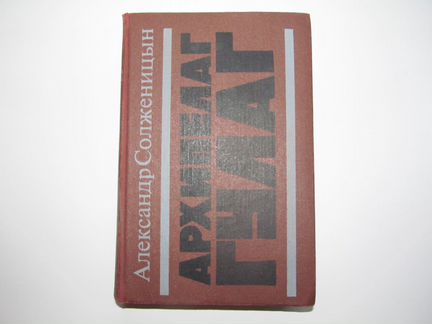 Александр Солженицын
АРХИПЕЛАГ
ГУЛАГ